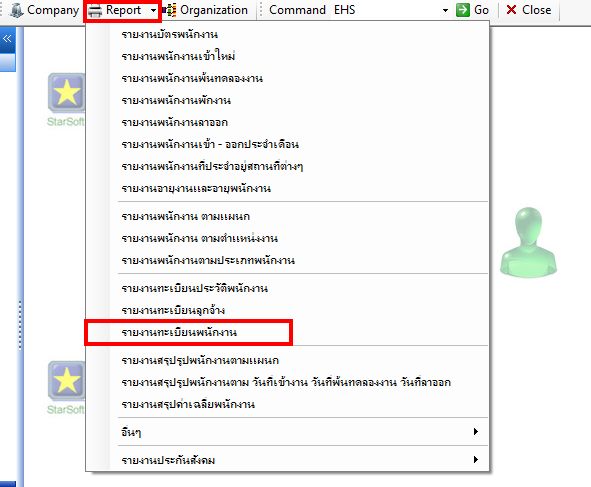 Company Report Organization Command EHS Go Close
รายงานบัตรพนักงาน
รายงานพนักงานเข้าใหม่
รายงานพนักงานพ้นทดลองงาน
รายงานพนักงานพักงาน
รายงานพนักงานลาออก
รายงานพนักงานเข้า - ออกประจำเดือน
รายงานพนักงานที่ประจำอยู่สถานที่ต่างๆ
รายงานอายุงานและอายุพนักงาน
รายงานพนักงาน ตามแผนก
รายงานพนักงาน ตามตำแหน่งงาน
รายงานพนักงานตามประเภทพนักงาน
รายงานทะเบียนประวัติพนักงาน
รายงานทะเบียนลูกจ้าง
รายงานทะเบียนพนักงาน
รายงานสรุปรูปพนักงานตามแผนก
รายงานสรุปรูปพนักงานตาม วันที่เข้างาน วันที่พ้นทดลองงาน วันที่ลาออก
รายงานสรุปค่าเฉลี่ยพนักงาน
อื่นๆ
รายงานประกันสังคม
StarSoft
StarSoft